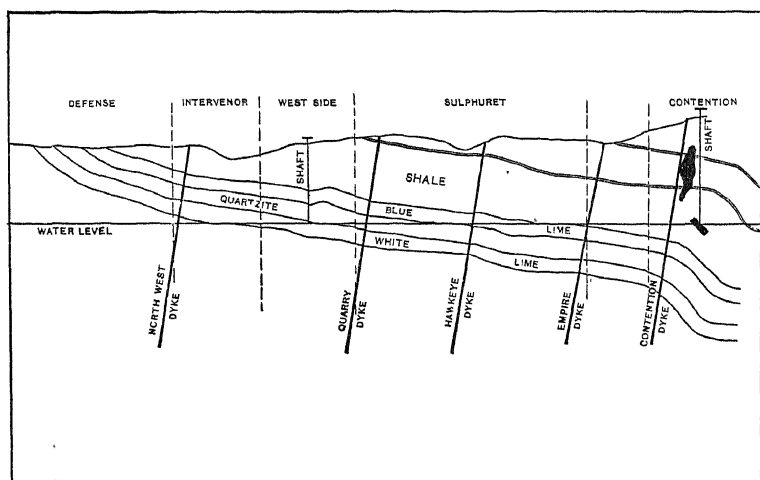 DEFENSE
INTERVENOR
WEST SIDE
SULPHURET
CONTENTION
SHAFT
SHAFT
SHALE
QUARTZITE
BLUE
LIME
WATER LEVEL
WHITE
LIME
NORTH WEST
DYKE
QUARRY
DYKE
HAWKEYE
DYKE
EMPIRE
DYKE
CONTENTION
DYKE